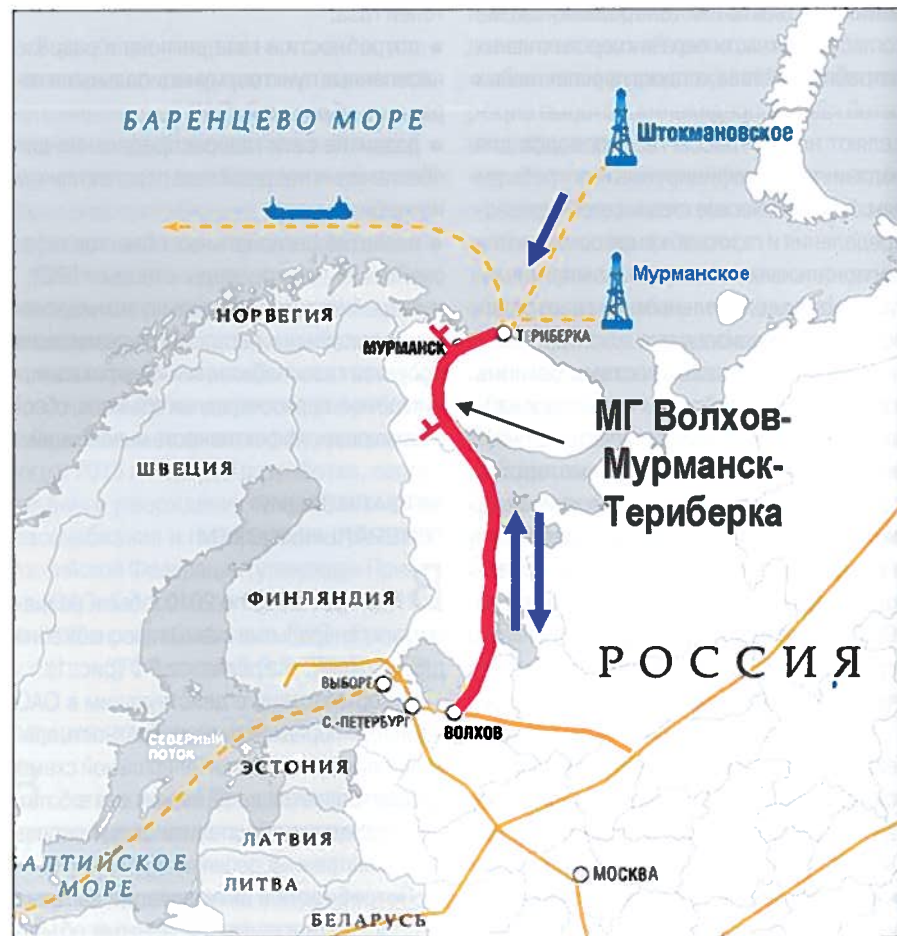 БАРЕНЦЕВО МОРЕ
Штокмановское
Мурманское
НОРВЕГИЯ
МУРМАНСК
ТЕРИБЕРКА
МГ Волхов-
Мурманск-
Териберка
ШВЕЦИЯ
ФИНЛЯНДИЯ
РОССИЯ
ВЫБОРГ
С.-ПЕТЕРБУРГ
ВОЛХОВ
СЕВЕРНЫЙ
ПОТОК
ЭСТОНИЯ
ЛАТВИЯ
БАЛТИЙСКОЕ
МОРЕ
ЛИТВА
МОСКВА
БЕЛАРУСЬ